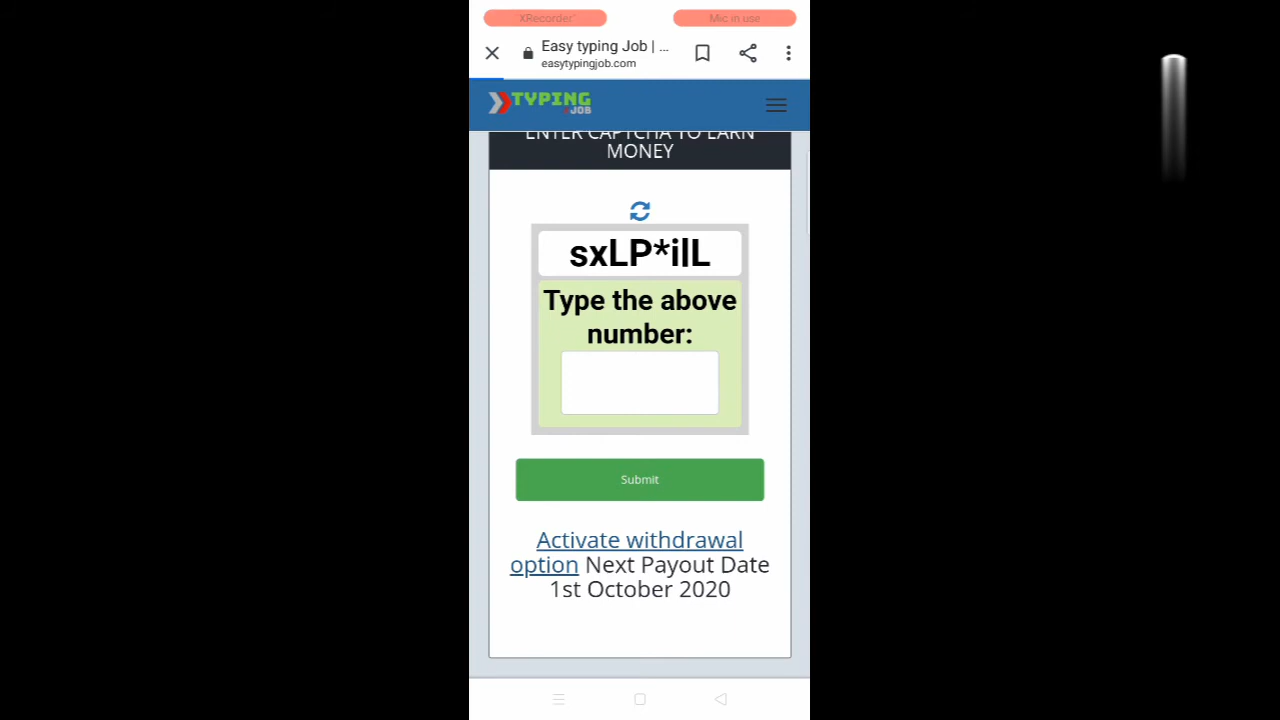 XRecorder
Mic in use
Easy typing Job | ...
easytypingjob.com
TYPING
JOB
ENTER CAPTCHA TO EARN
MONEY
sxLP*ilL
Type the above
number:
Submit
Activate withdrawal
option Next Payout Date
1st October 2020